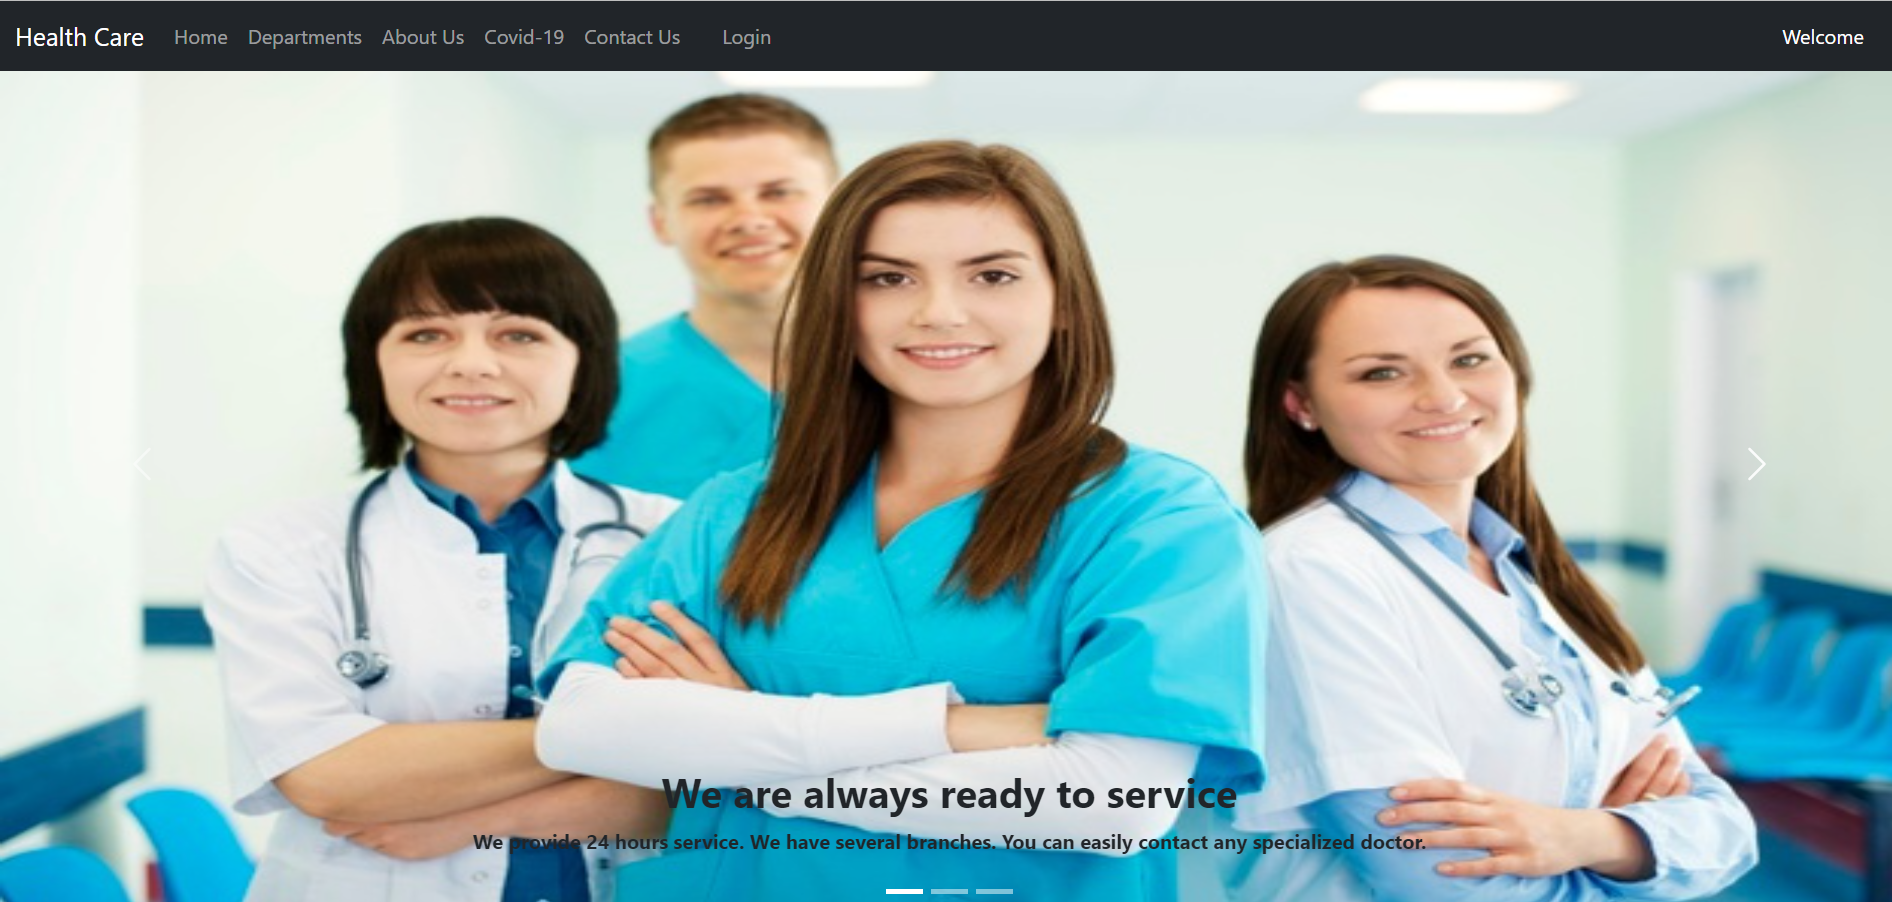 Health Care Home Departments About Us Covid-19 Contact Us Login Welcome
We are always ready to service
We provide 24 hours service. We have several branches. You can easily contact any specialized doctor.